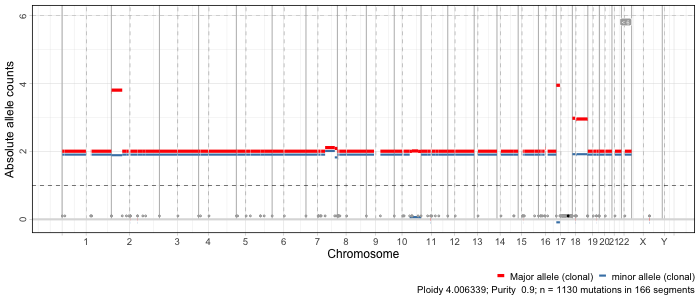 Absolute allele counts
6
4
2
0
1 2 3 4 5 6 7 8 9 10 11 12 13 14 15 16 17 18 19 20 21 22 X Y
Chromosome
Major allele (clonal) minor allele (clonal)
Ploidy 4.006339; Purity 0.9; n = 1130 mutations in 166 segments